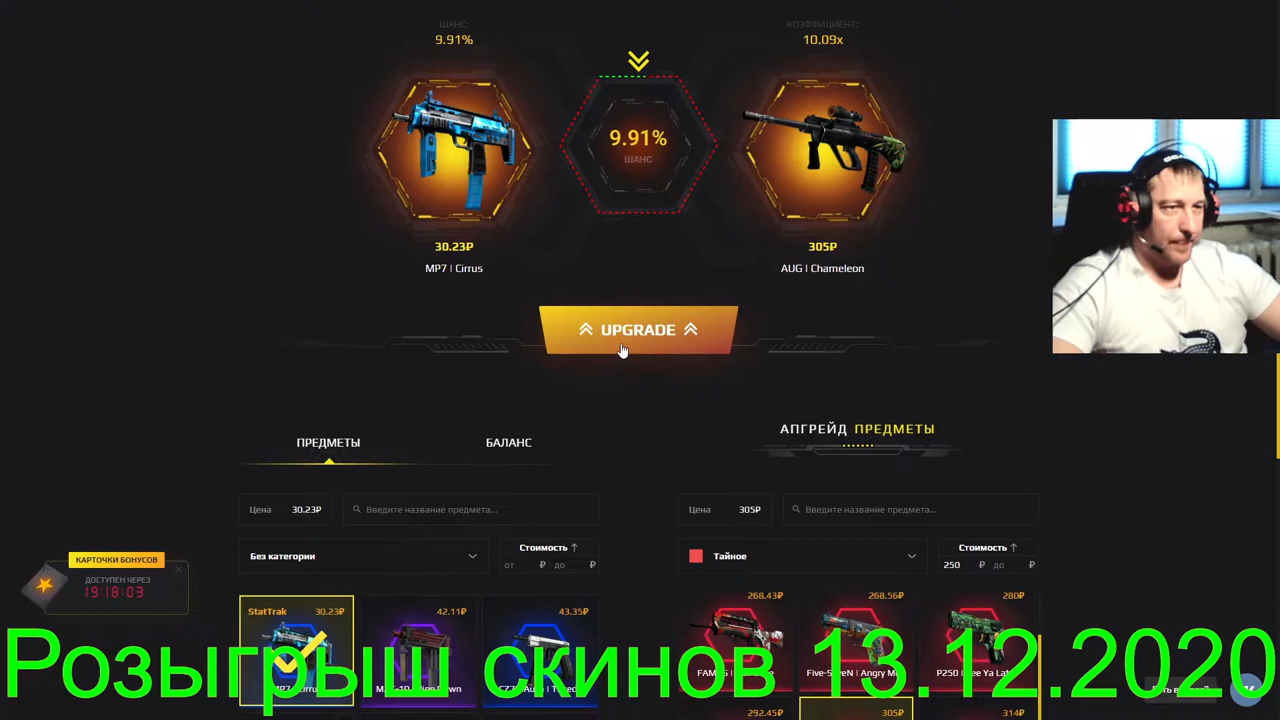 ШАНС:
9.91%
КОЭФФИЦИЕНТ:
10.09x
9.91%
ШАНС
30.23₽
MP7 | Cirrus
305₽
AUG | Chameleon
UPGRADE
ПРЕДМЕТЫ
БАЛАНС
АПГРЕЙД ПРЕДМЕТЫ
Цена 30.23₽
Введите название предмета...
Цена 305₽
Введите название предмета...
Без категории
Стоимость
от ₽ до ₽
Тайное
Стоимость
250 ₽ до ₽
КАРТОЧКИ БОНУСОВ
ДОСТУПЕН ЧЕРЕЗ
19:18:03
StatTrak 30.23₽
42.11₽
43.35₽
268.43₽
268.56₽
280₽
Розыгрыш скинов 13.12.2020
292.45₽
305₽
314₽